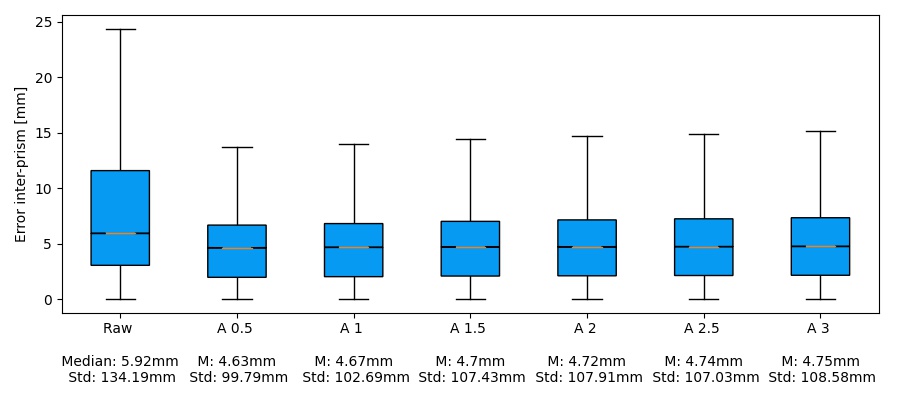 Error inter-prism [mm]
25
20
15
10
5
0
Raw A 0.5 A 1 A 1.5 A 2 A 2.5 A 3
Median: 5.92mm M: 4.63mm M: 4.67mm M: 4.7mm M: 4.72mm M: 4.74mm M: 4.75mm
Std: 134.19mm Std: 99.79mm Std: 102.69mm Std: 107.43mm Std: 107.91mm Std: 107.03mm Std: 108.58mm